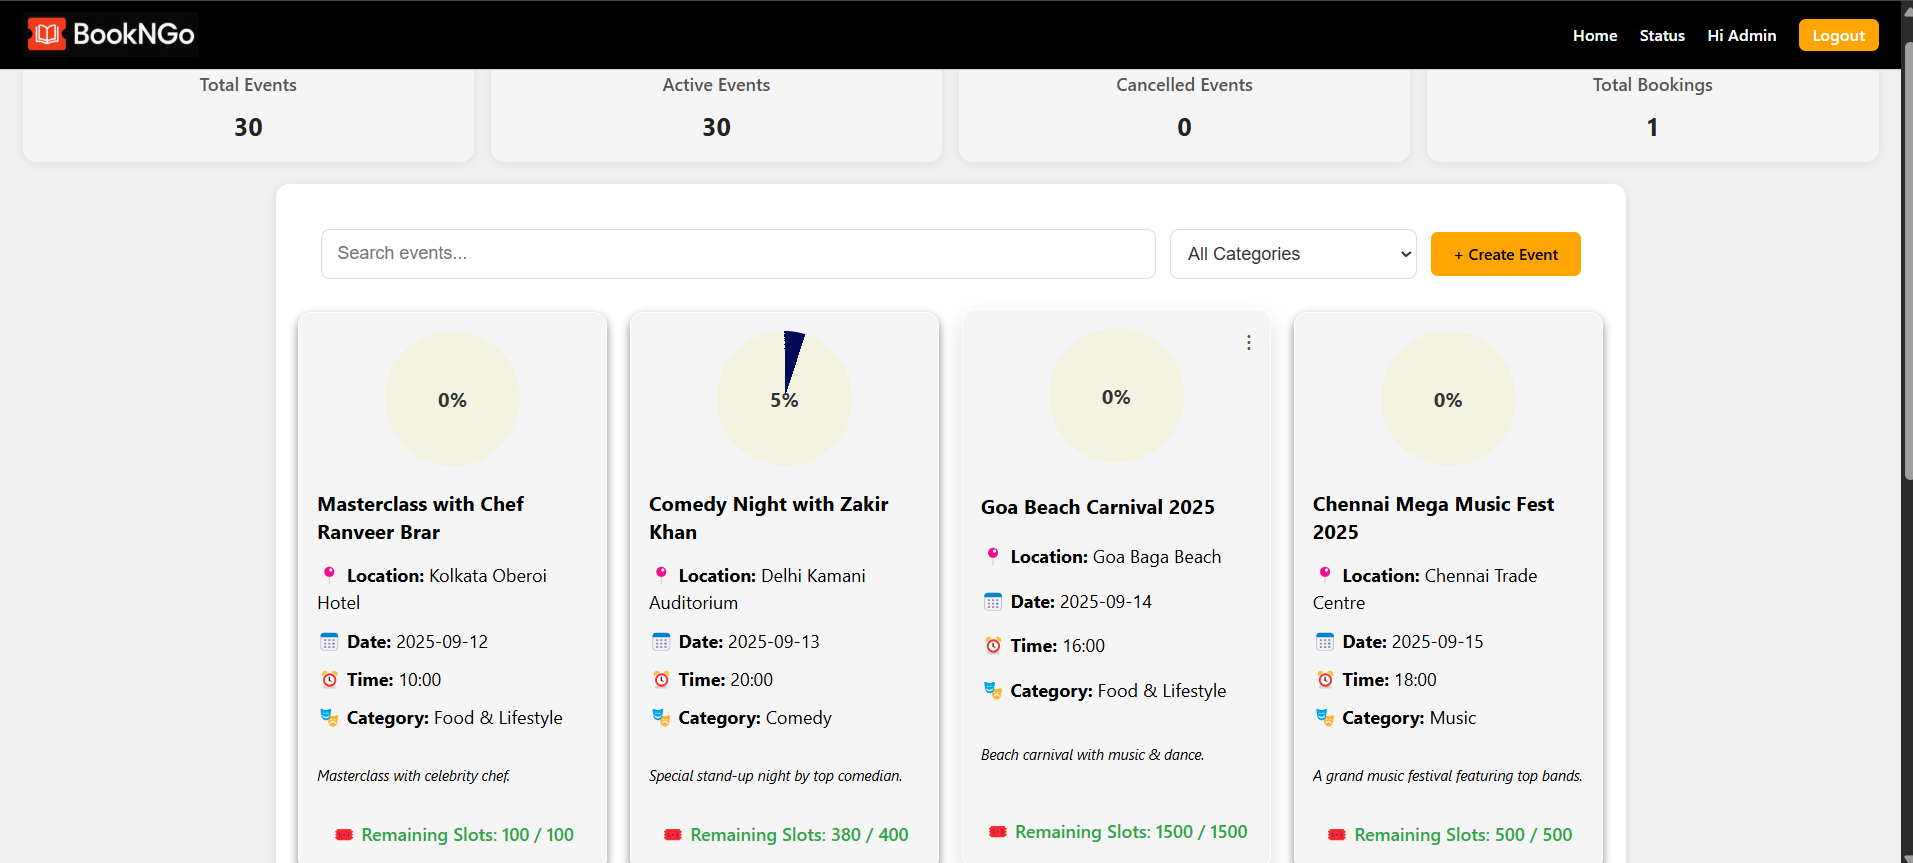 BookNGo
Home Status Hi Admin Logout
Total Events Active Events Cancelled Events Total Bookings
30 30 0 1
Search events... All Categories + Create Event
0%
Masterclass with Chef
Ranveer Brar
Location: Kolkata Oberoi
Hotel
Date: 2025-09-12
Time: 10:00
Category: Food & Lifestyle
Masterclass with celebrity chef.
Remaining Slots: 100 / 100
5%
Comedy Night with Zakir
Khan
Location: Delhi Kamani
Auditorium
Date: 2025-09-13
Time: 20:00
Category: Comedy
Special stand-up night by top comedian.
Remaining Slots: 380 / 400
0%
Goa Beach Carnival 2025
Location: Goa Baga Beach
Date: 2025-09-14
Time: 16:00
Category: Food & Lifestyle
Beach carnival with music & dance.
Remaining Slots: 1500 / 1500
0%
Chennai Mega Music Fest
2025
Location: Chennai Trade
Centre
Date: 2025-09-15
Time: 18:00
Category: Music
A grand music festival featuring top bands.
Remaining Slots: 500 / 500